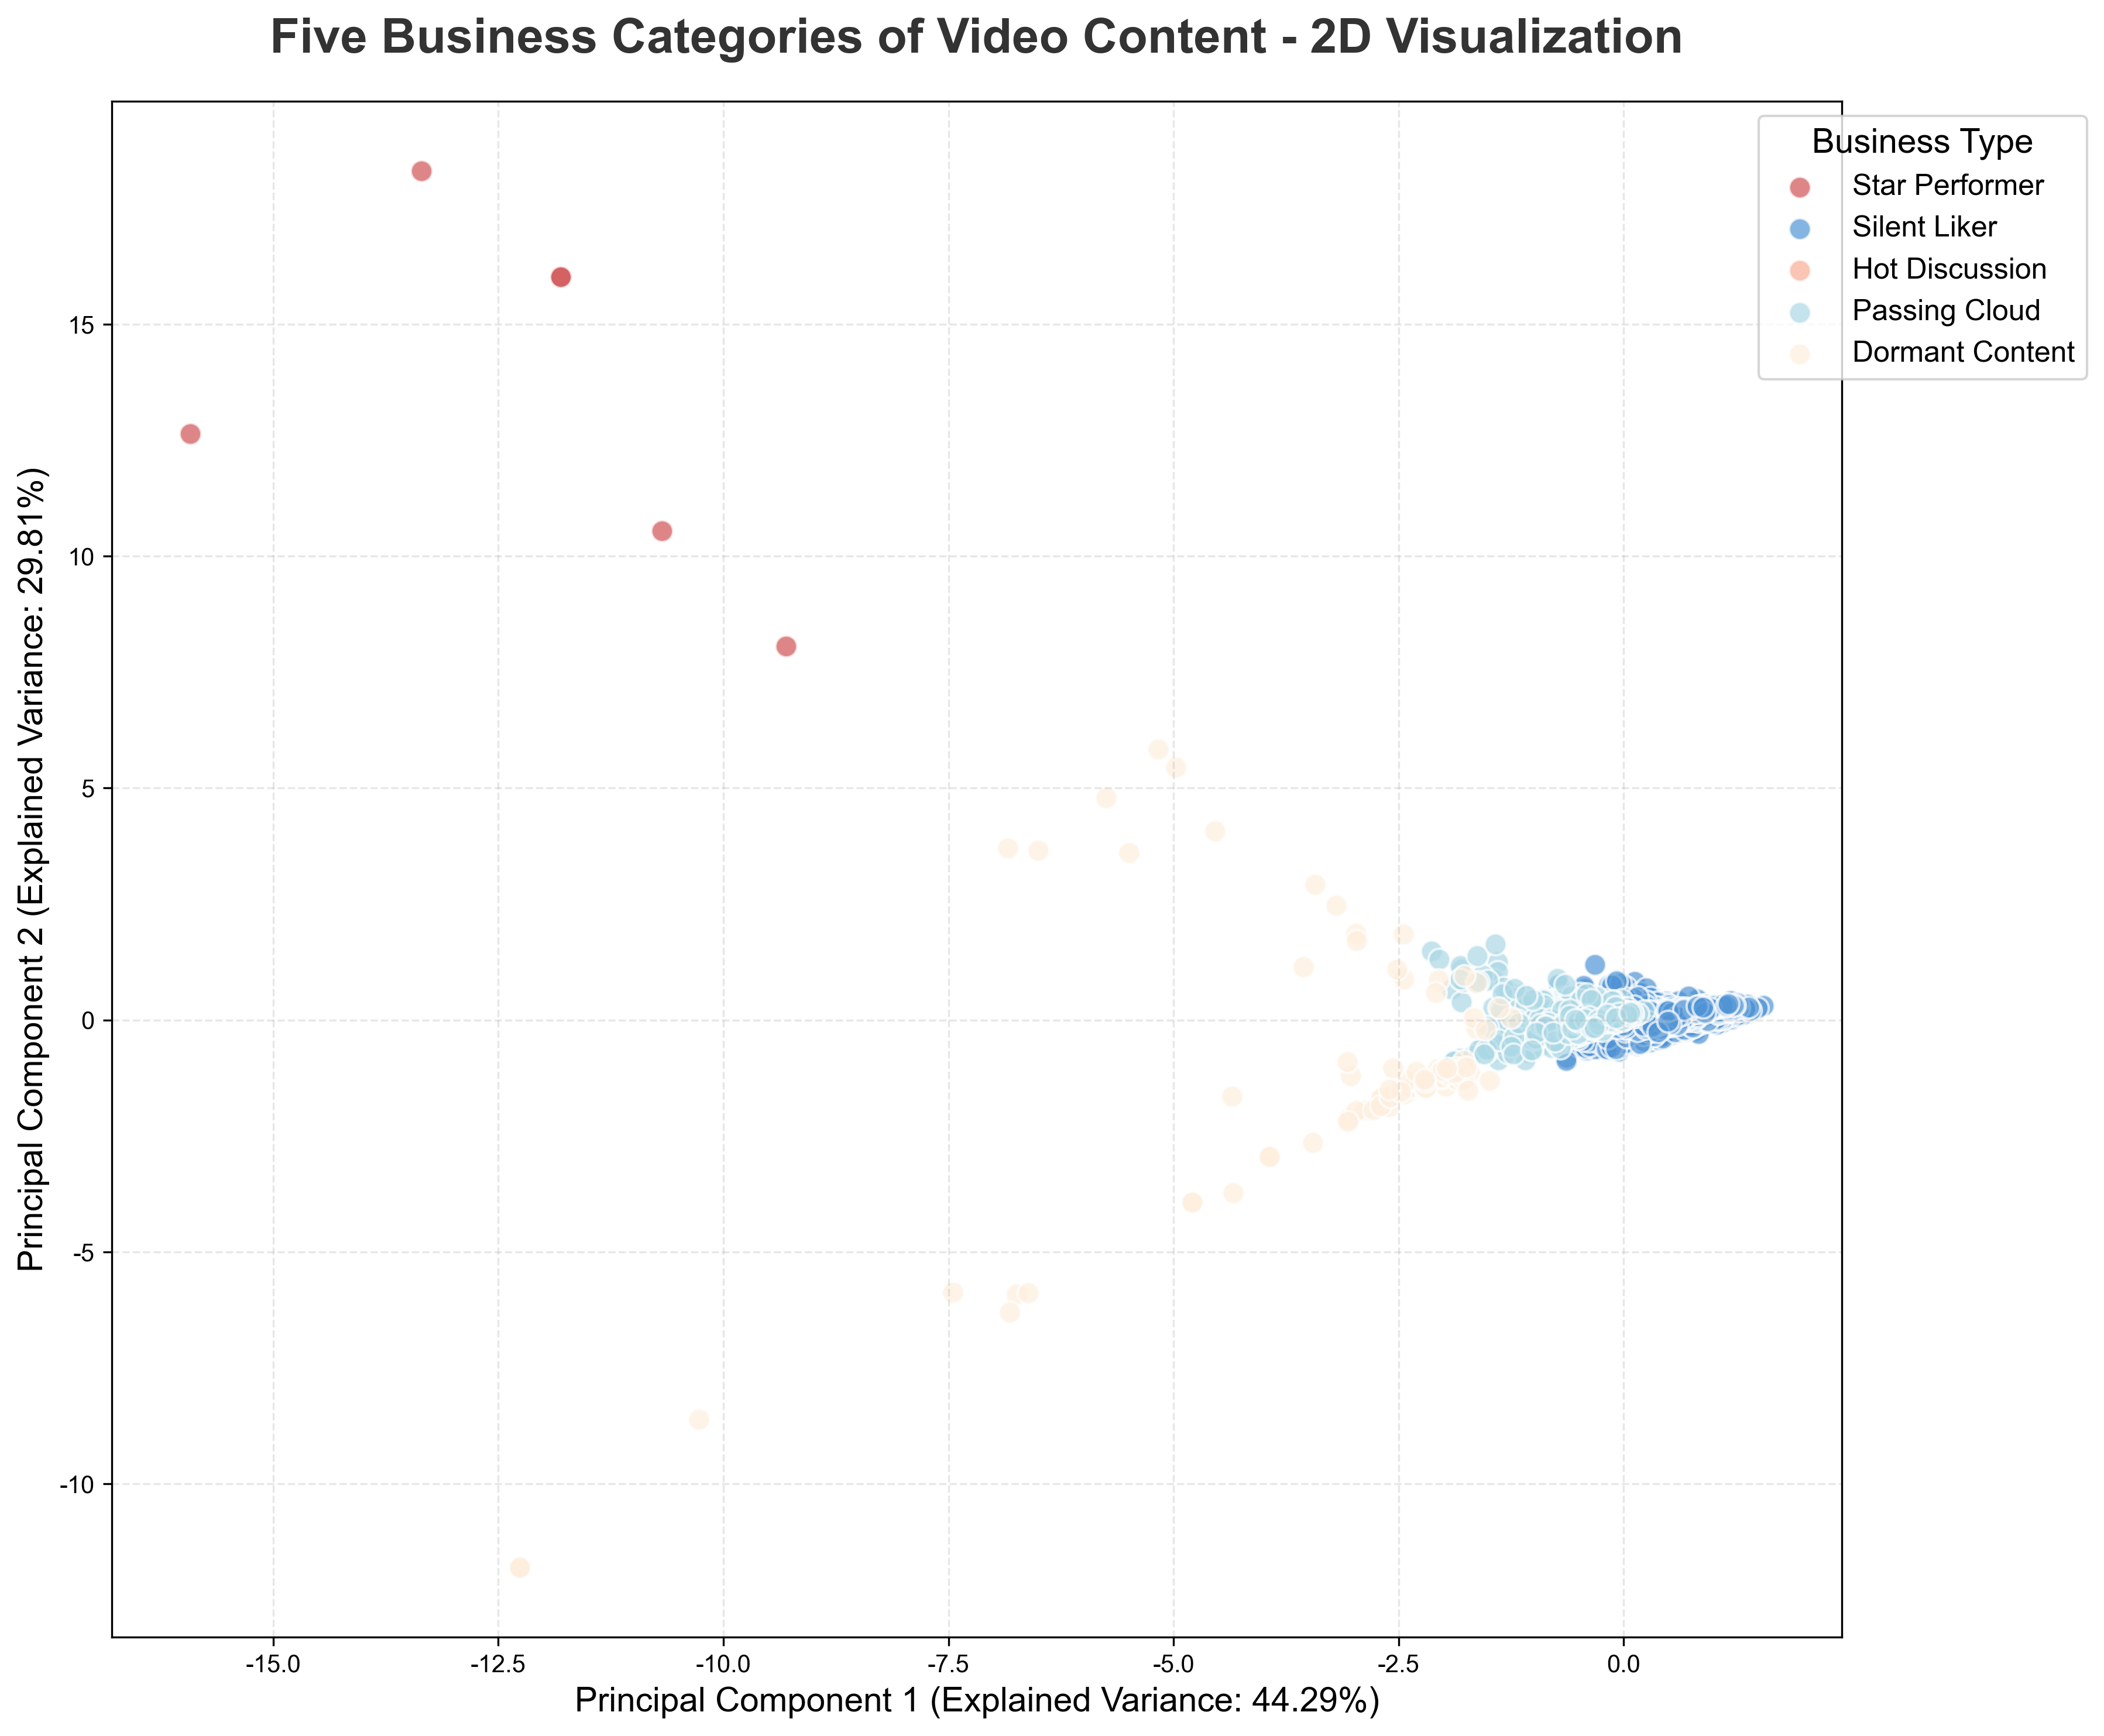 Five Business Categories of Video Content - 2D Visualization
Business Type
Star Performer
Silent Liker
Hot Discussion
Passing Cloud
Dormant Content
Principal Component 2 (Explained Variance: 29.81%)
15
10
5
0
-5
-10
-15.0
-12.5
-10.0
-7.5
-5.0
-2.5
0.0
Principal Component 1 (Explained Variance: 44.29%)